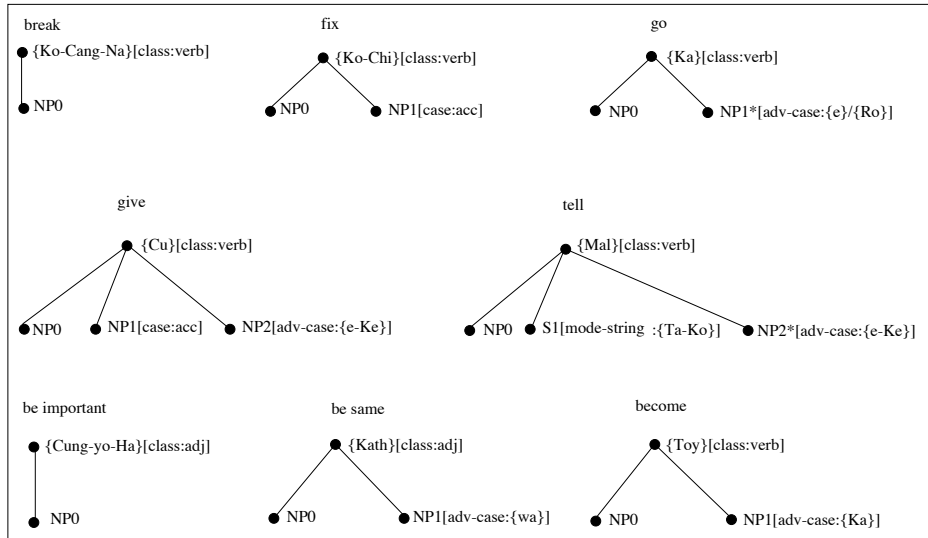 break
fix
go
{Ko-Cang-Na}[class:verb]
{Ko-Chi}[class:verb]
{Ka}[class:verb]
NP0
NP0
NP1[case:acc]
NP0
NP1*[adv-case:{e}/{Ro}]
give
tell
{Cu}[class:verb]
{Mal}[class:verb]
NP0
NP1[case:acc]
NP2[adv-case:{e-Ke}]
NP0
S1[mode-string :{Ta-Ko}]
NP2*[adv-case:{e-Ke}]
be important
be same
become
{Cung-yo-Ha}[class:adj]
{Kath}[class:adj]
{Toy}[class:verb]
NP0
NP0
NP1[adv-case:{wa}]
NP0
NP1[adv-case:{Ka}]